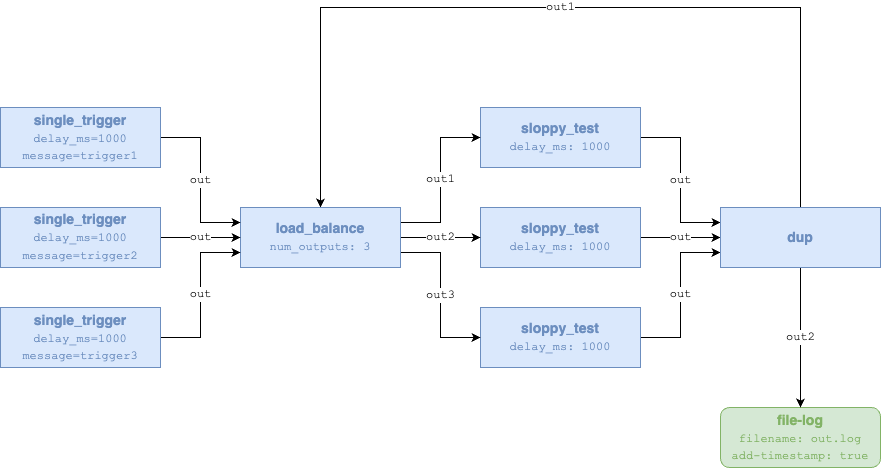 out1
single_trigger
delay_ms=1000
message=trigger1
out
single_trigger
delay_ms=1000
message=trigger2
out
single_trigger
delay_ms=1000
message=trigger3
out
load_balance
num_outputs: 3
out1
out2
out3
sloppy_test
delay_ms: 1000
out
sloppy_test
delay_ms: 1000
out
sloppy_test
delay_ms: 1000
out
dup
out2
file-log
filename: out.log
add-timestamp: true